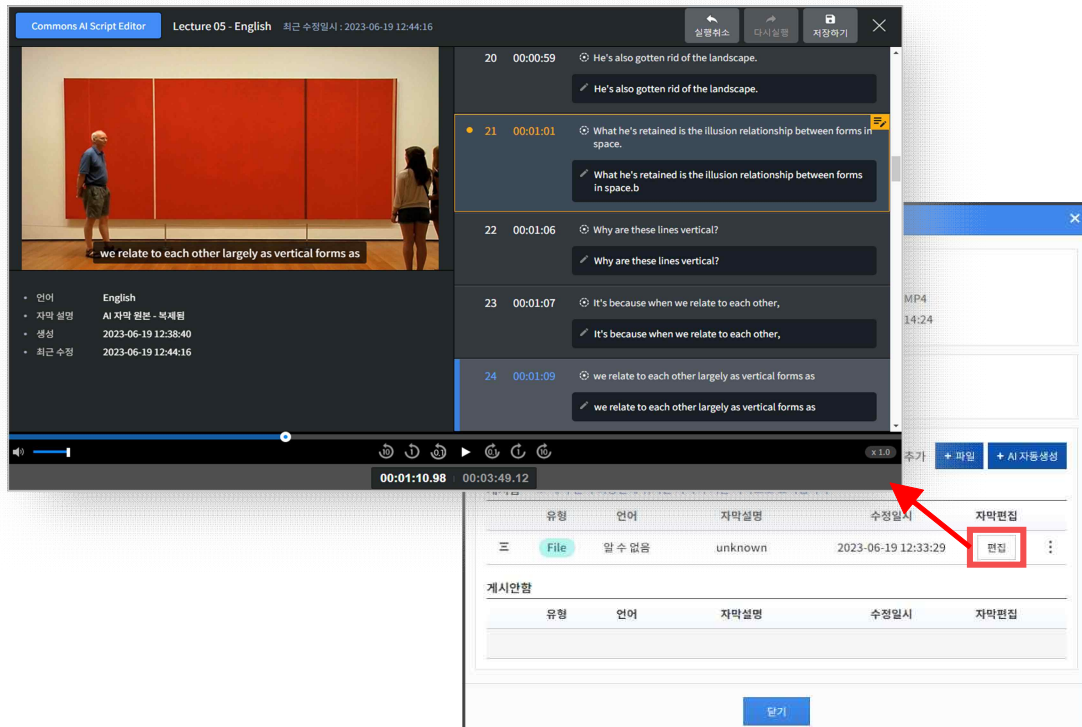 Commons AI Script Editor
Lecture 05 - English
최근 수정일시 : 2023-06-19 12:44:16
실행취소
다시실행
저장하기
we relate to each other largely as vertical forms as
언어 English
자막 설명 AI 자막 원본 - 복제됨
생성 2023-06-19 12:38:40
최근 수정 2023-06-19 12:44:16
20 00:00:59 He's also gotten rid of the landscape.
He's also gotten rid of the landscape.
21 00:01:01 What he's retained is the illusion relationship between forms in
space.
What he's retained is the illusion relationship between forms
in space.b
22 00:01:06 Why are these lines vertical?
Why are these lines vertical?
23 00:01:07 It's because when we relate to each other,
It's because when we relate to each other,
24 00:01:09 we relate to each other largely as vertical forms as
we relate to each other largely as vertical forms as
10 1 0.1 0.1 1 10
x 1.0
00:01:10.98 00:03:49.12
MP4
14:24
추가 + 파일 + AI 자동생성
유형 언어 자막설명 수정일시 자막편집
File 알 수 없음 unknown 2023-06-19 12:33:29 편집
게시안함
유형 언어 자막설명 수정일시 자막편집
닫기